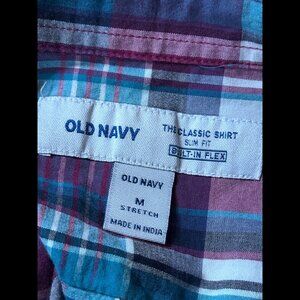 OLD NAVY
THE CLASSIC SHIRT
SLIM FIT
BUILT-IN FLEX
OLD NAVY
M
STRETCH
MADE IN INDIA